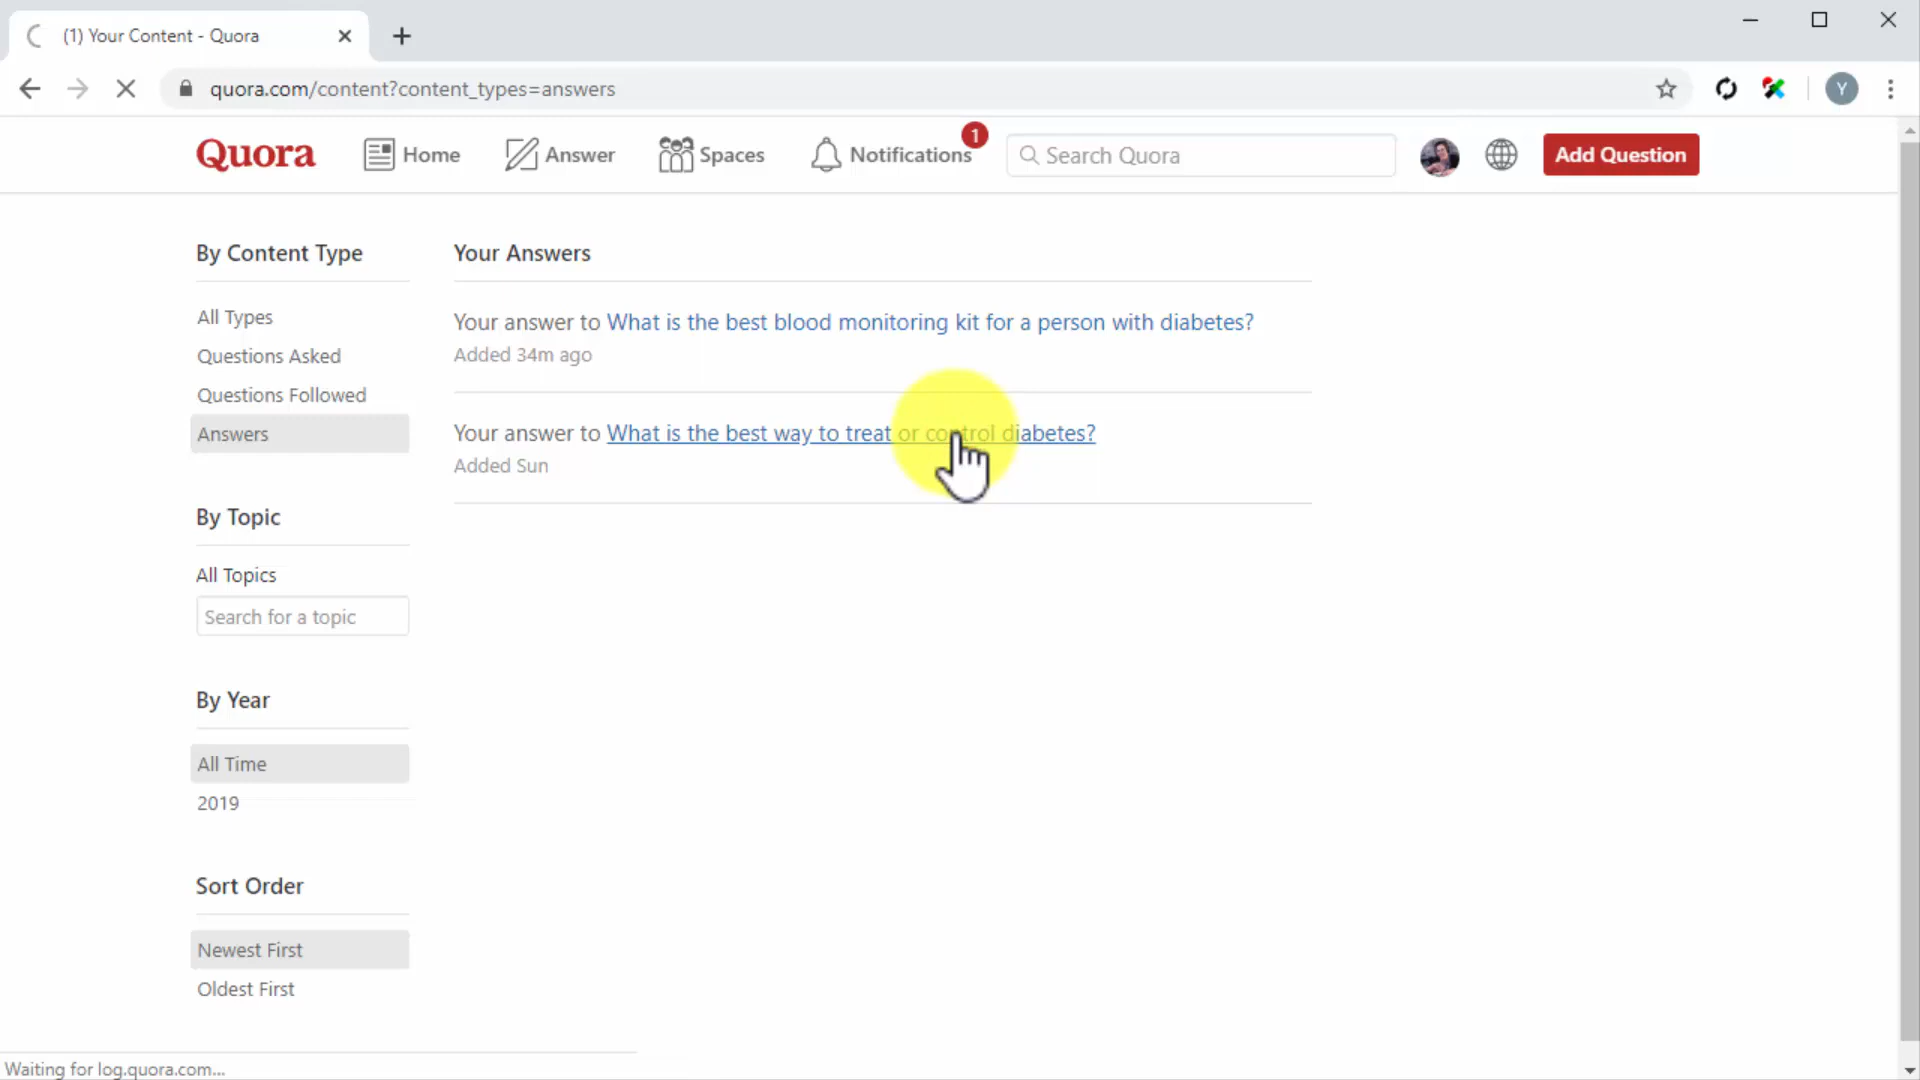 (1) Your Content - Quora
quora.com/content?content_types=answers
Y
Quora
Home
Answer
Spaces
Notifications
1
Search Quora
Add Question
By Content Type
All Types
Questions Asked
Questions Followed
Answers
By Topic
All Topics
Search for a topic
By Year
All Time
2019
Sort Order
Newest First
Oldest First
Your Answers
Your answer to What is the best blood monitoring kit for a person with diabetes?
Added 34m ago
Your answer to What is the best way to treat or control diabetes?
Added Sun
Waiting for log.quora.com...